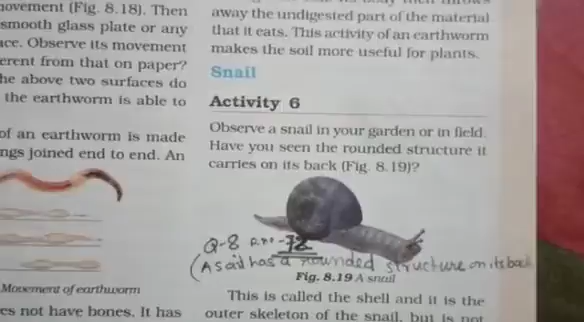 movement (Fig. 8.18). Then
smooth glass plate or any
Observe its movement
erent from that on paper?
he above two surfaces do
the earthworm is able to
of an earthworm is made
ngs joined end to end. An
Movement of earthworm
es not have bones. It has
away the undigested part of the material
that it eats. This activity of an earthworm
makes the soil more useful for plants.
Snail
Activity 6
Observe a snail in your garden or in field.
Have you seen the rounded structure it
carries on its back (Fig. 8.19)?
Q-8 P.no-72
(A sail has a rounded structure on its back
Fig. 8.19 A snail
This is called the shell and it is the
outer skeleton of the snail, but is not